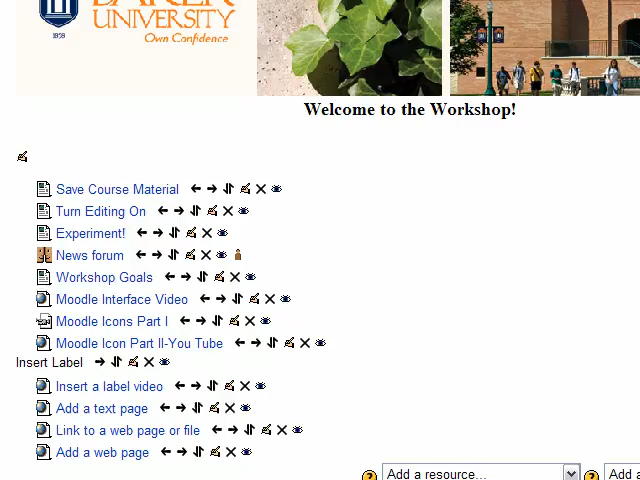 UNIVERSITY
1858
Own Confidence
Welcome to the Workshop!
Save Course Material
Turn Editing On
Experiment!
News forum
Workshop Goals
Moodle Interface Video
Moodle Icons Part I
Moodle Icon Part II-You Tube
Insert Label
Insert a label video
Add a text page
Link to a web page or file
Add a web page
Add a resource...
Add a